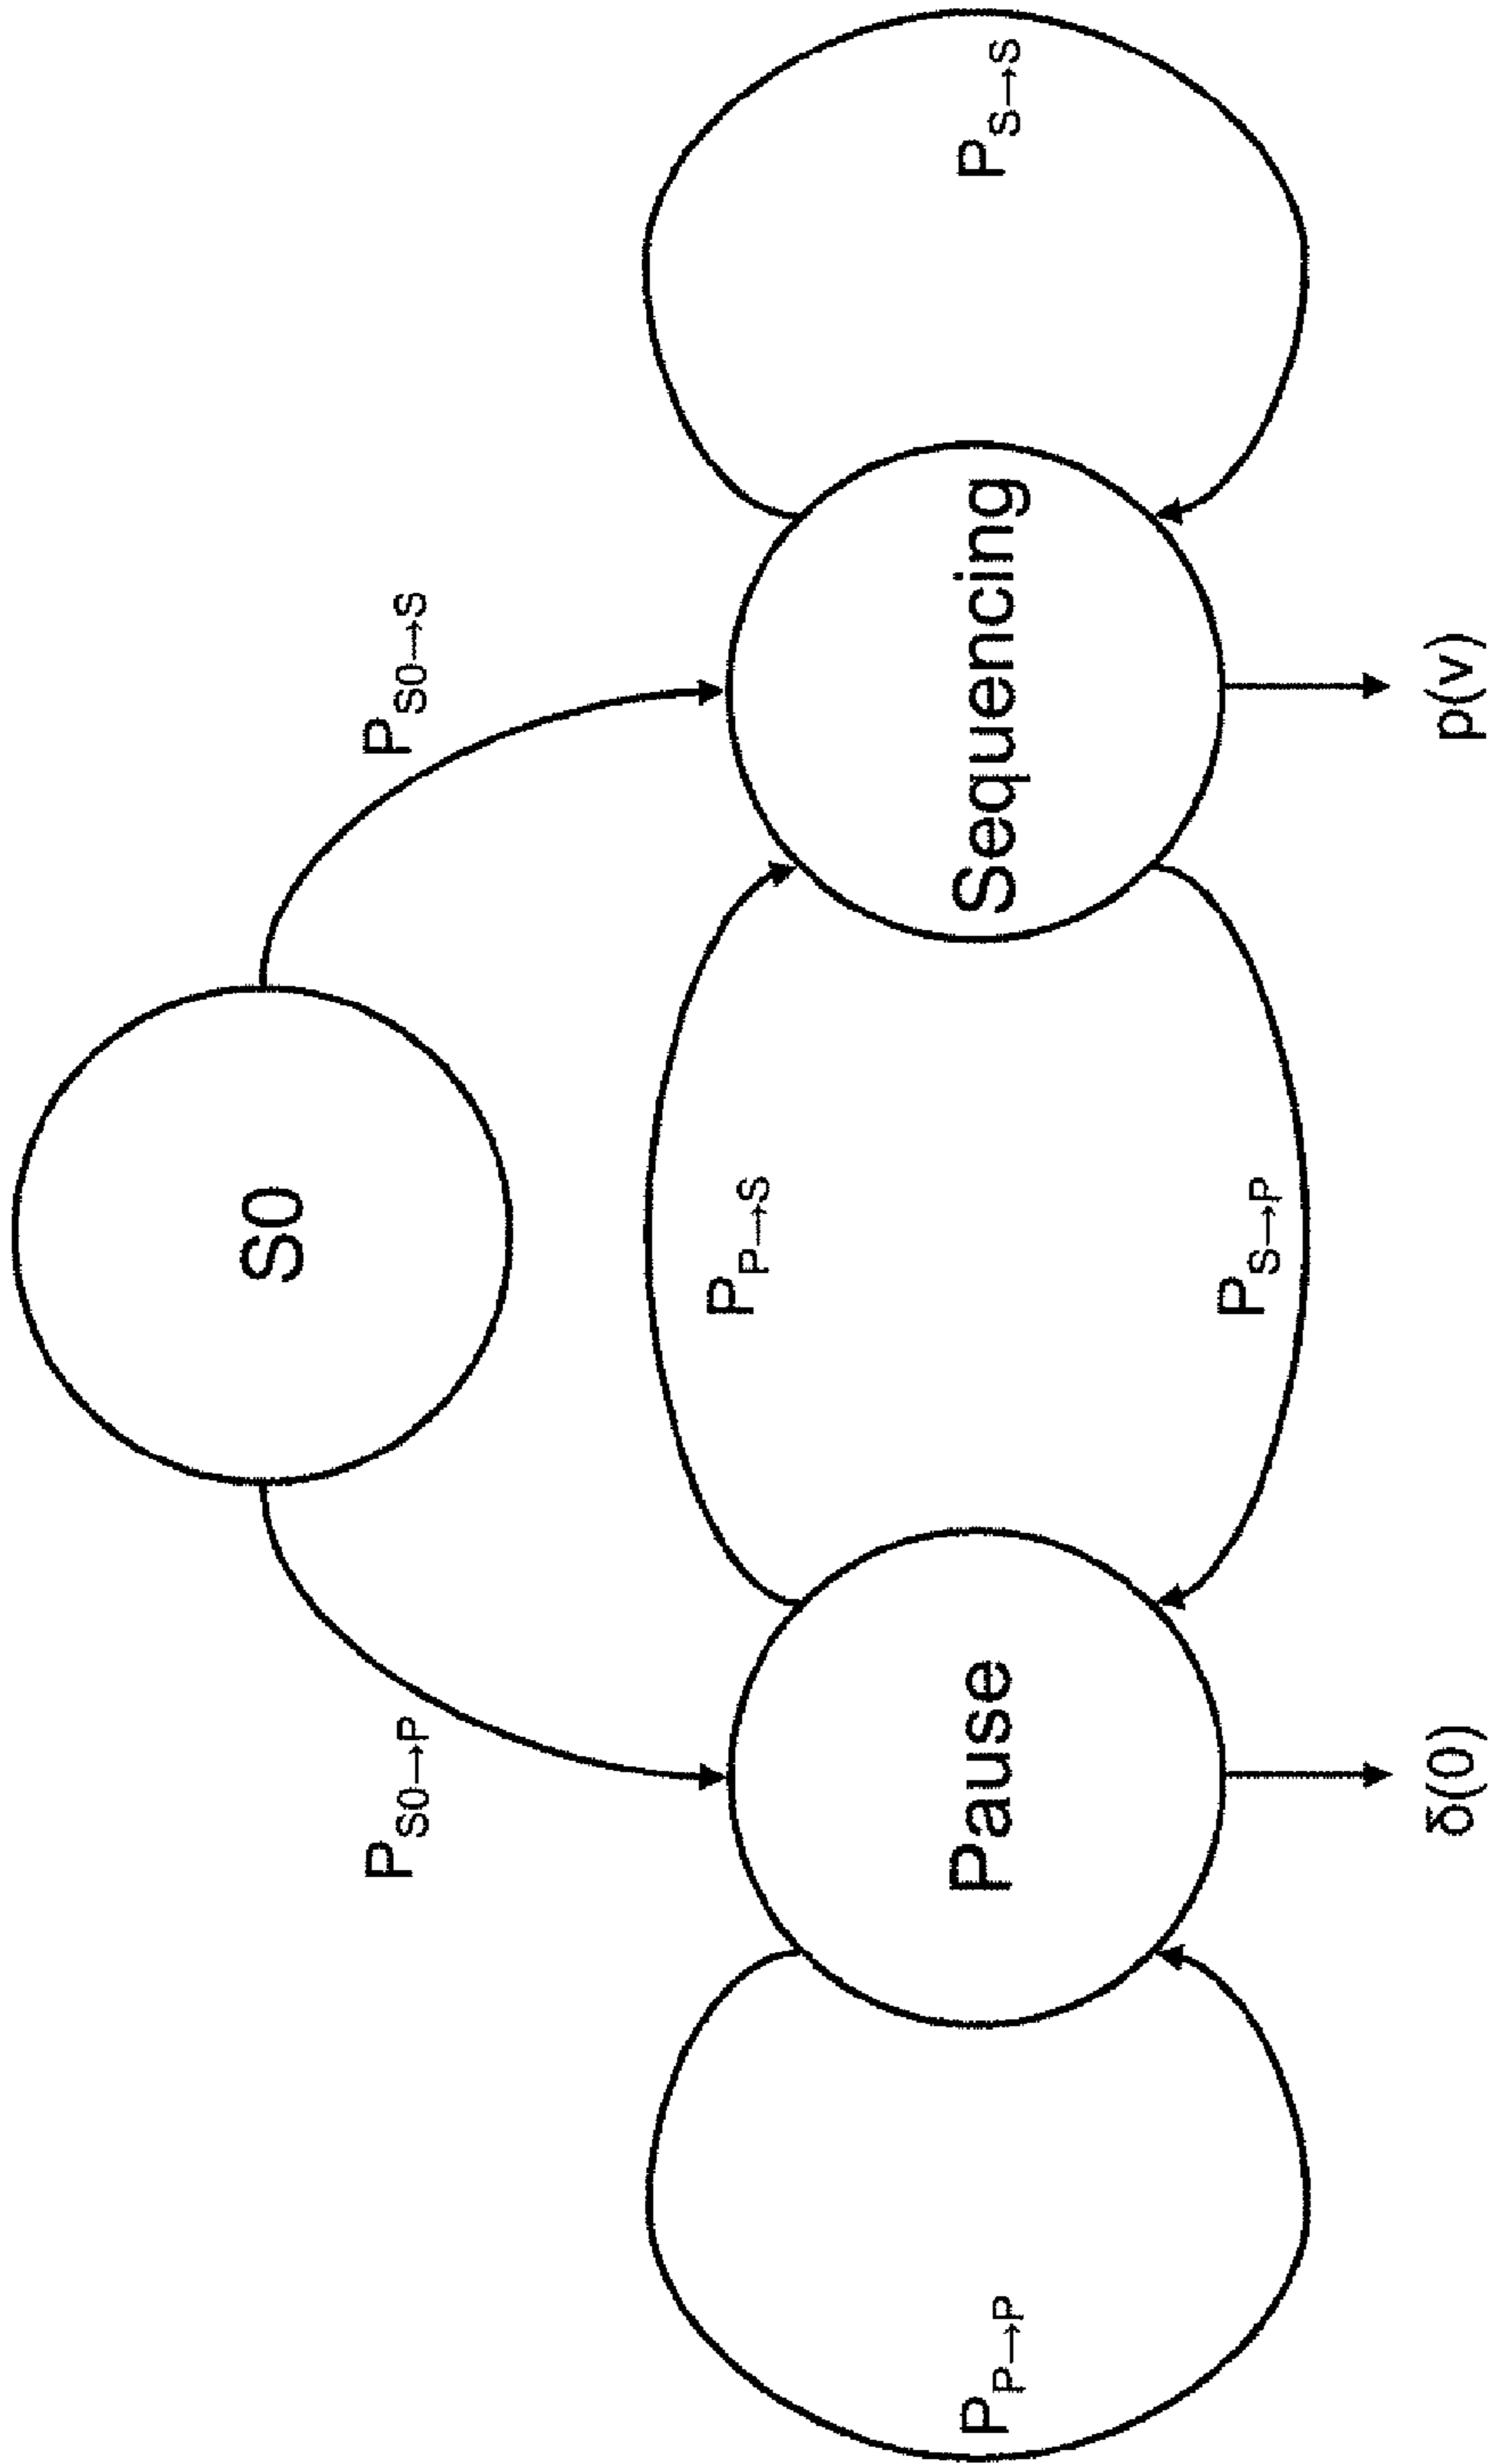 S0
P_{S0→P}
P_{S0→S}
P_{P→S}
P_{P→P}
Pause
Sequencing
P_{S→S}
P_{S→P}
δ(0)
p(v)